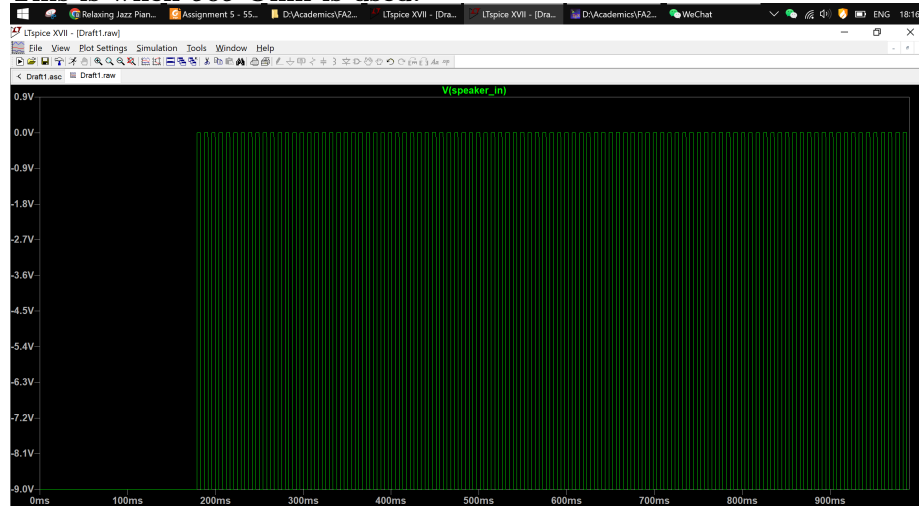 Relaxing Jazz Pian... Assignment 5 - 55... D:\Academics\FA2... LTspice XVII - [Dra... LTspice XVII - [Dra... D:\Academics\FA2... WeChat ENG 18:16
LTspice XVII - [Draft1.raw]
File View Plot Settings Simulation Tools Window Help
Draft1.asc Draft1.raw
V(speaker_in)
0.9V
0.0V
-0.9V
-1.8V
-2.7V
-3.6V
-4.5V
-5.4V
-6.3V
-7.2V
-8.1V
-9.0V
0ms 100ms 200ms 300ms 400ms 500ms 600ms 700ms 800ms 900ms